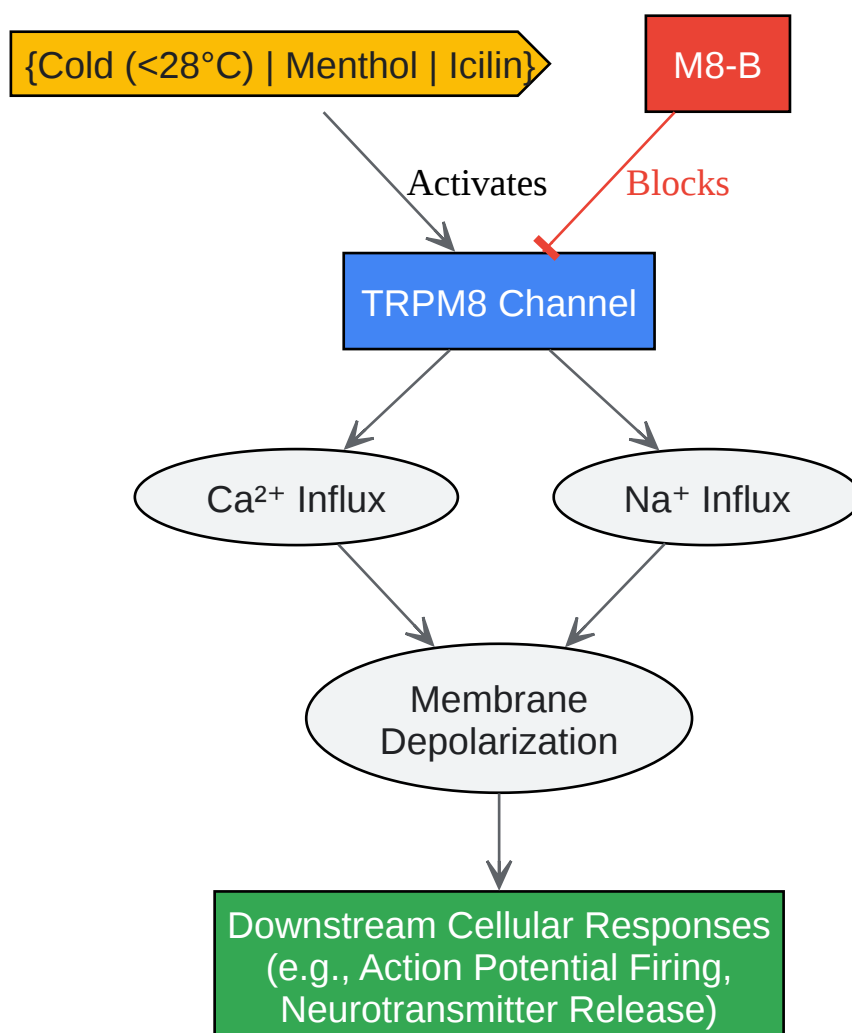 {Cold (<28°C) | Menthol | Icilin}
M8-B
Activates
Blocks
TRPM8 Channel
Ca²⁺ Influx
Na⁺ Influx
Membrane
Depolarization
Downstream Cellular Responses
(e.g., Action Potential Firing,
Neurotransmitter Release)